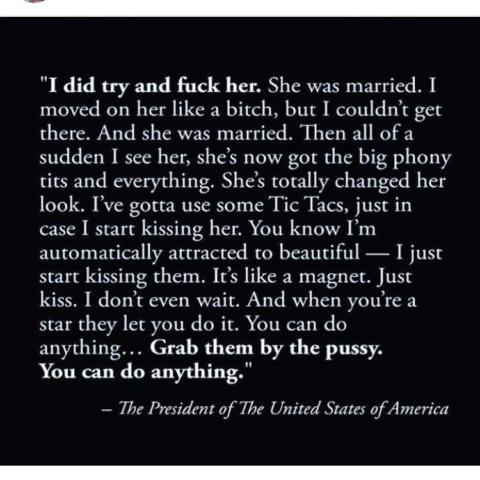 "I did try and fuck her. She was married. I
moved on her like a bitch, but I couldn't get
there. And she was married. Then all of a
sudden I see her, she's now got the big phony
tits and everything. She's totally changed her
look. I've gotta use some Tic Tacs, just in
case I start kissing her. You know I'm
automatically attracted to beautiful — I just
start kissing them. It's like a magnet. Just
kiss. I don't even wait. And when you're a
star they let you do it. You can do
anything... Grab them by the pussy.
You can do anything."
– The President of The United States of America